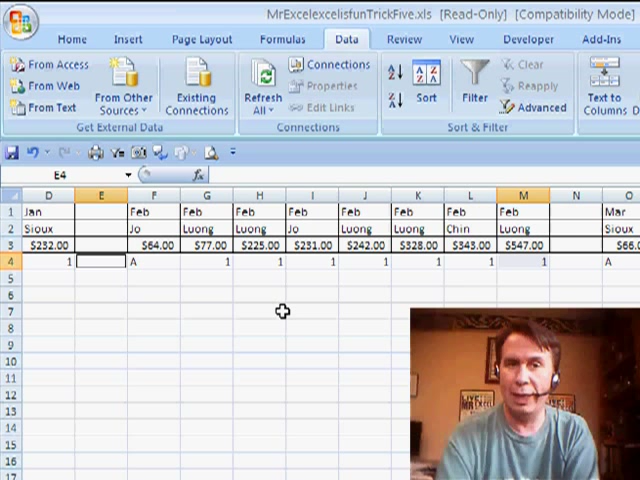 MrExcelexcelisfunTrickFive.xls [Read-Only] [Compatibility Mode]
Home Insert Page Layout Formulas Data Review View Developer Add-Ins
From Access
From Web
From Text
From Other Sources
Existing Connections
Get External Data
Refresh All
Connections
Properties
Edit Links
Connections
Sort
Filter
Clear
Reapply
Advanced
Sort & Filter
Text to Columns
E4 fx
D E F G H I J K L M N O
1 Jan Feb Feb Feb Feb Feb Feb Feb Feb Mar
2 Sioux Jo Luong Luong Jo Luong Luong Chin Luong Sioux
3 $232.00 $64.00 $77.00 $225.00 $231.00 $242.00 $328.00 $343.00 $547.00 $66.0
4 1 A 1 1 1 1 1 1 1 A
5
6
7
8
9
10
11
12
13
14
15
16